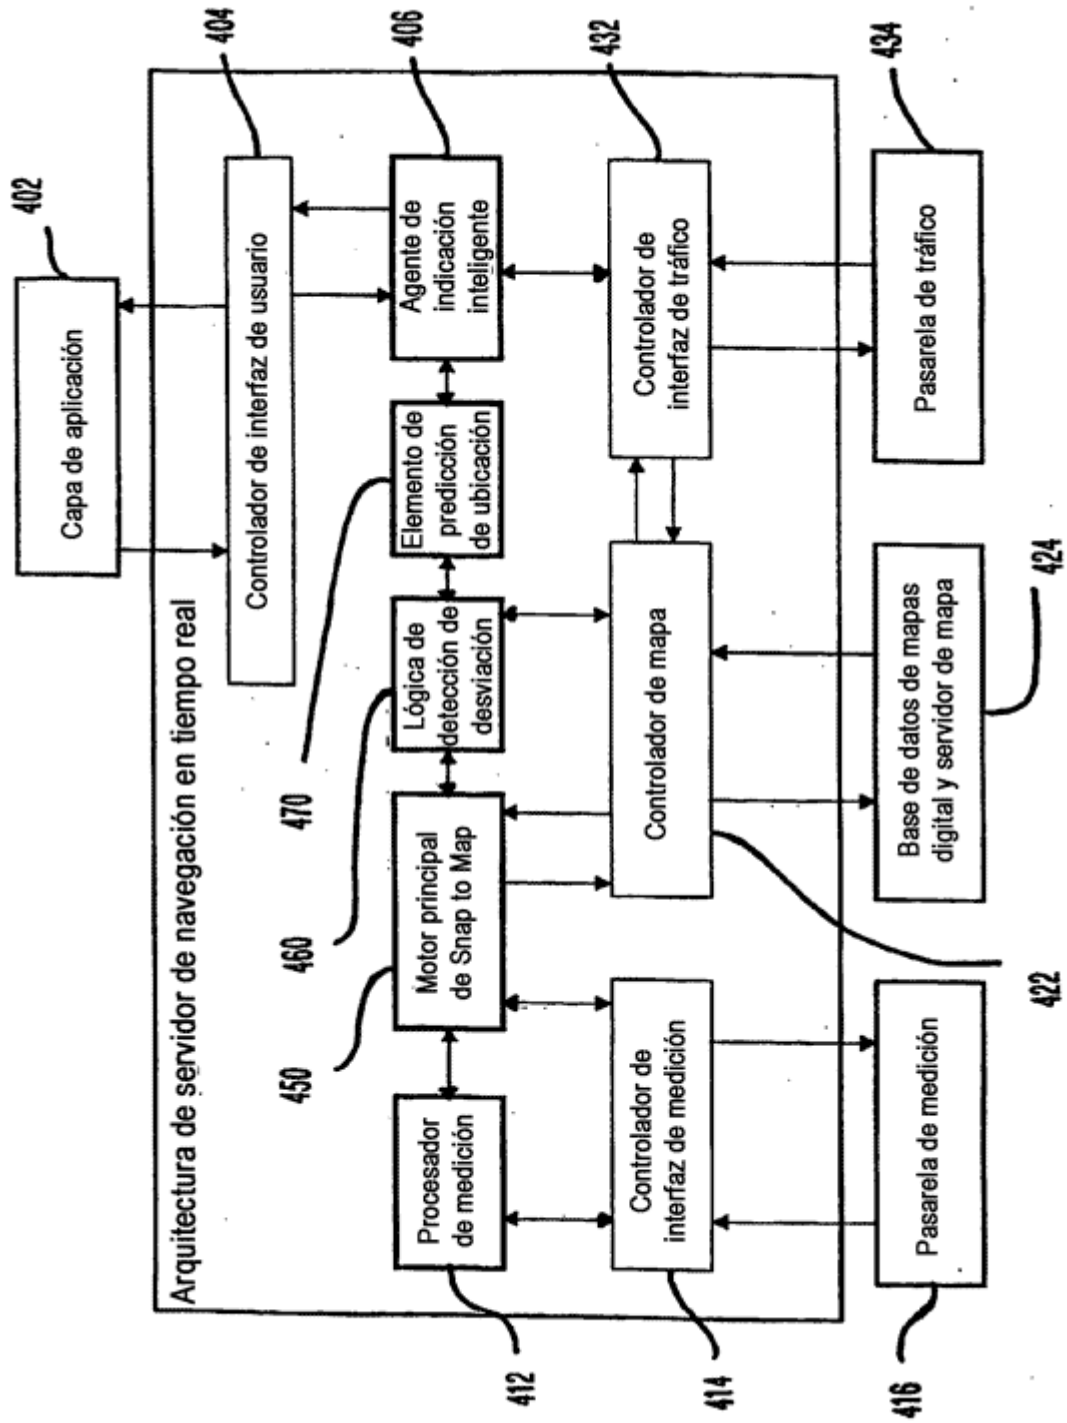 402
Capa de aplicación
Arquitectura de servidor de navegación en tiempo real
404
Controlador de interfaz de usuario
450
460
470
406
412
Procesador
de medición
Motor principal
de Snap to Map
Lógica de
detección de
desviación
Elemento de
predicción
de ubicación
Agente de
indicación
inteligente
414
Controlador de
interfaz de medición
Controlador de mapa
Controlador de
interfaz de tráfico
432
416
Pasarela de medición
422
Base de datos de mapas
digital y servidor de mapa
424
Pasarela de tráfico
434